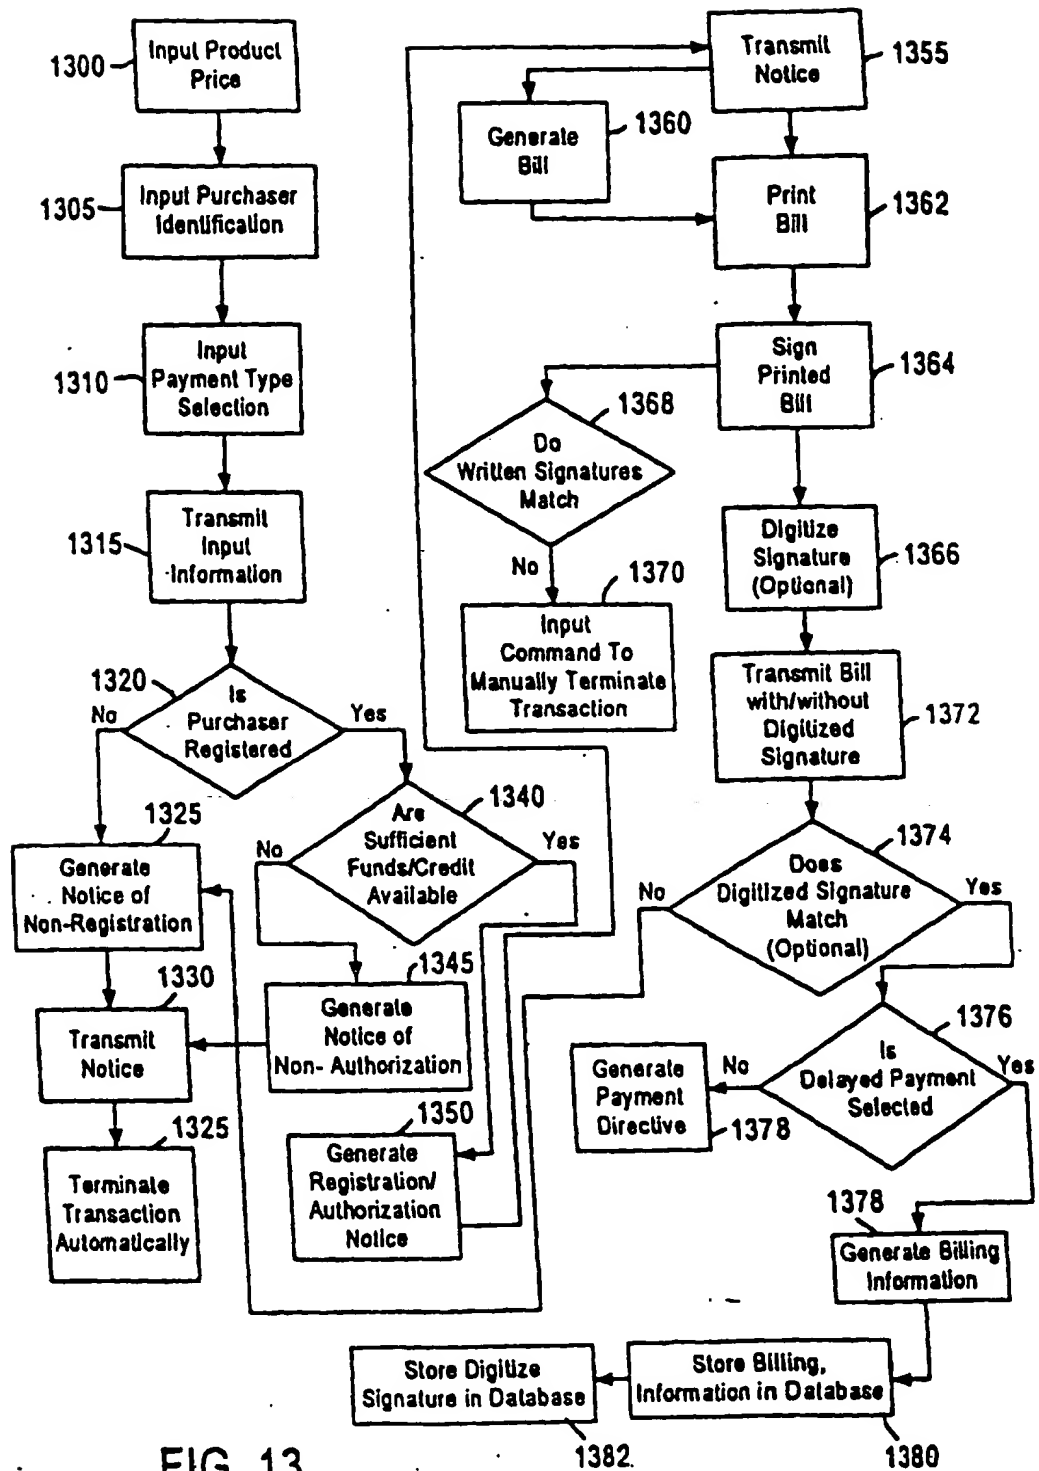 1300
Input Product
Price
1305
Input Purchaser
Identification
1310
Input
Payment Type
Selection
1315
Transmit
Input
Information
1320
Is
Purchaser
Registered
No
Yes
1325
Generate
Notice of
Non-Registration
1330
Transmit
Notice
1325
Terminate
Transaction
Automatically
1340
Are
Sufficient
Funds/Credit
Available
No
Yes
1345
Generate
Notice of
Non- Authorization
1350
Generate
Registration/
Authorization
Notice
1355
Transmit
Notice
1360
Generate
Bill
1362
Print
Bill
1364
Sign
Printed
Bill
1368
Do
Written Signatures
Match
No
1370
Input
Command To
Manually Terminate
Transaction
1366
Digitize
Signature
(Optional)
1372
Transmit Bill
with/without
Digitized
Signature
1374
Does
Digitized Signature
Match
(Optional)
No
Yes
1376
Is
Delayed Payment
Selected
No
Yes
Generate
Payment
Directive
1378
1378
Generate Billing
Information
Store Billing,
Information in Database
1380
Store Digitize
Signature in Database
1382
FIG. 13